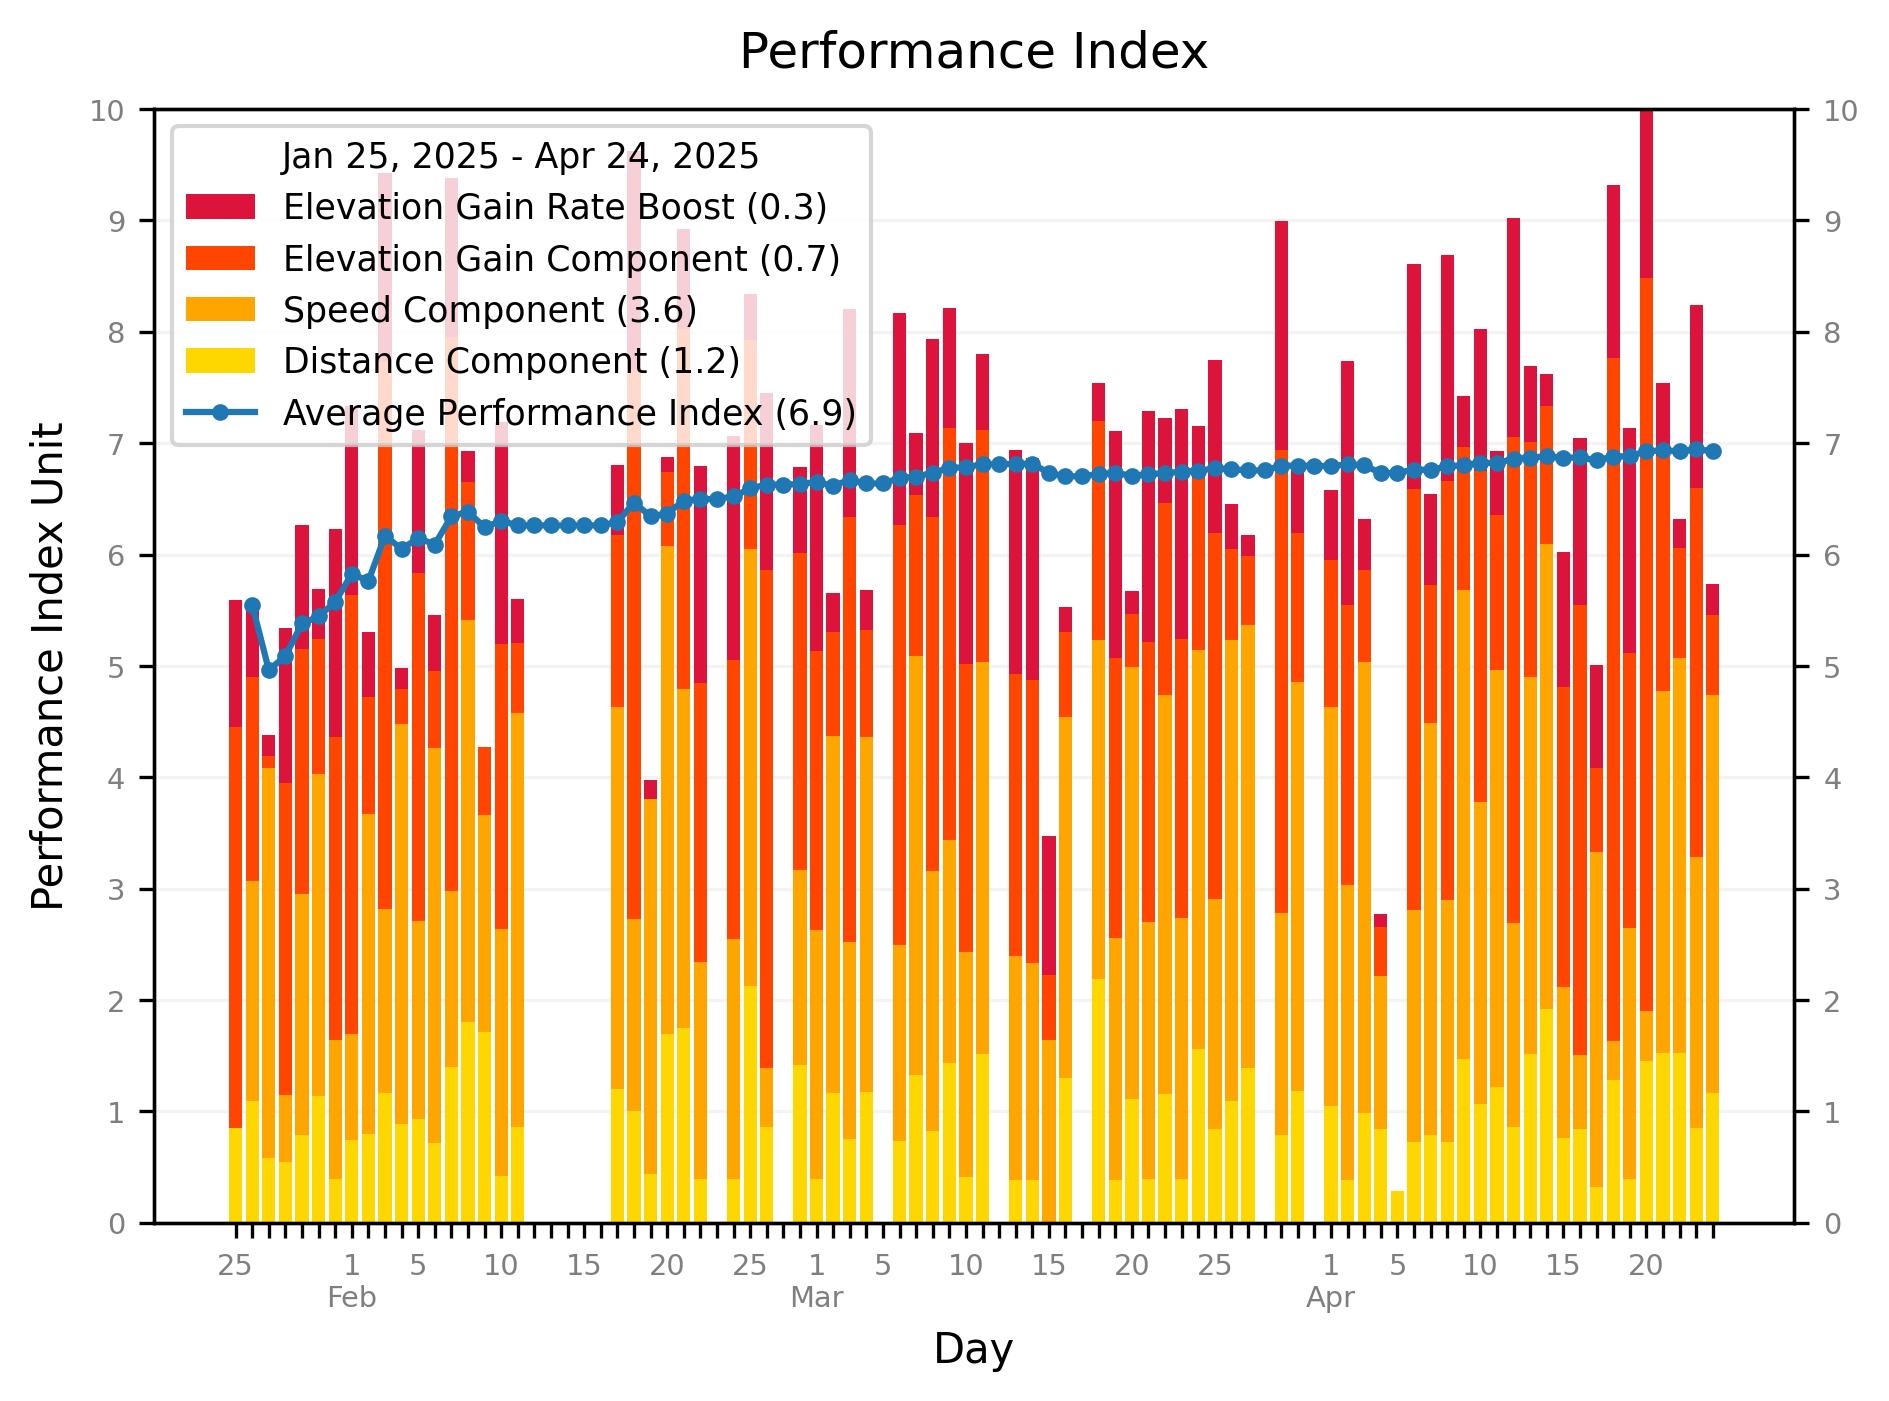 Performance Index
Jan 25, 2025 - Apr 24, 2025
Elevation Gain Rate Boost (0.3)
Elevation Gain Component (0.7)
Speed Component (3.6)
Distance Component (1.2)
Average Performance Index (6.9)
Performance Index Unit
10 10
9 9
8 8
7 7
6 6
5 5
4 4
3 3
2 2
1 1
0 0
25 1 5 10 15 20 25 1 5 10 15 20 25 1 5 10 15 20
Feb Mar Apr
Day